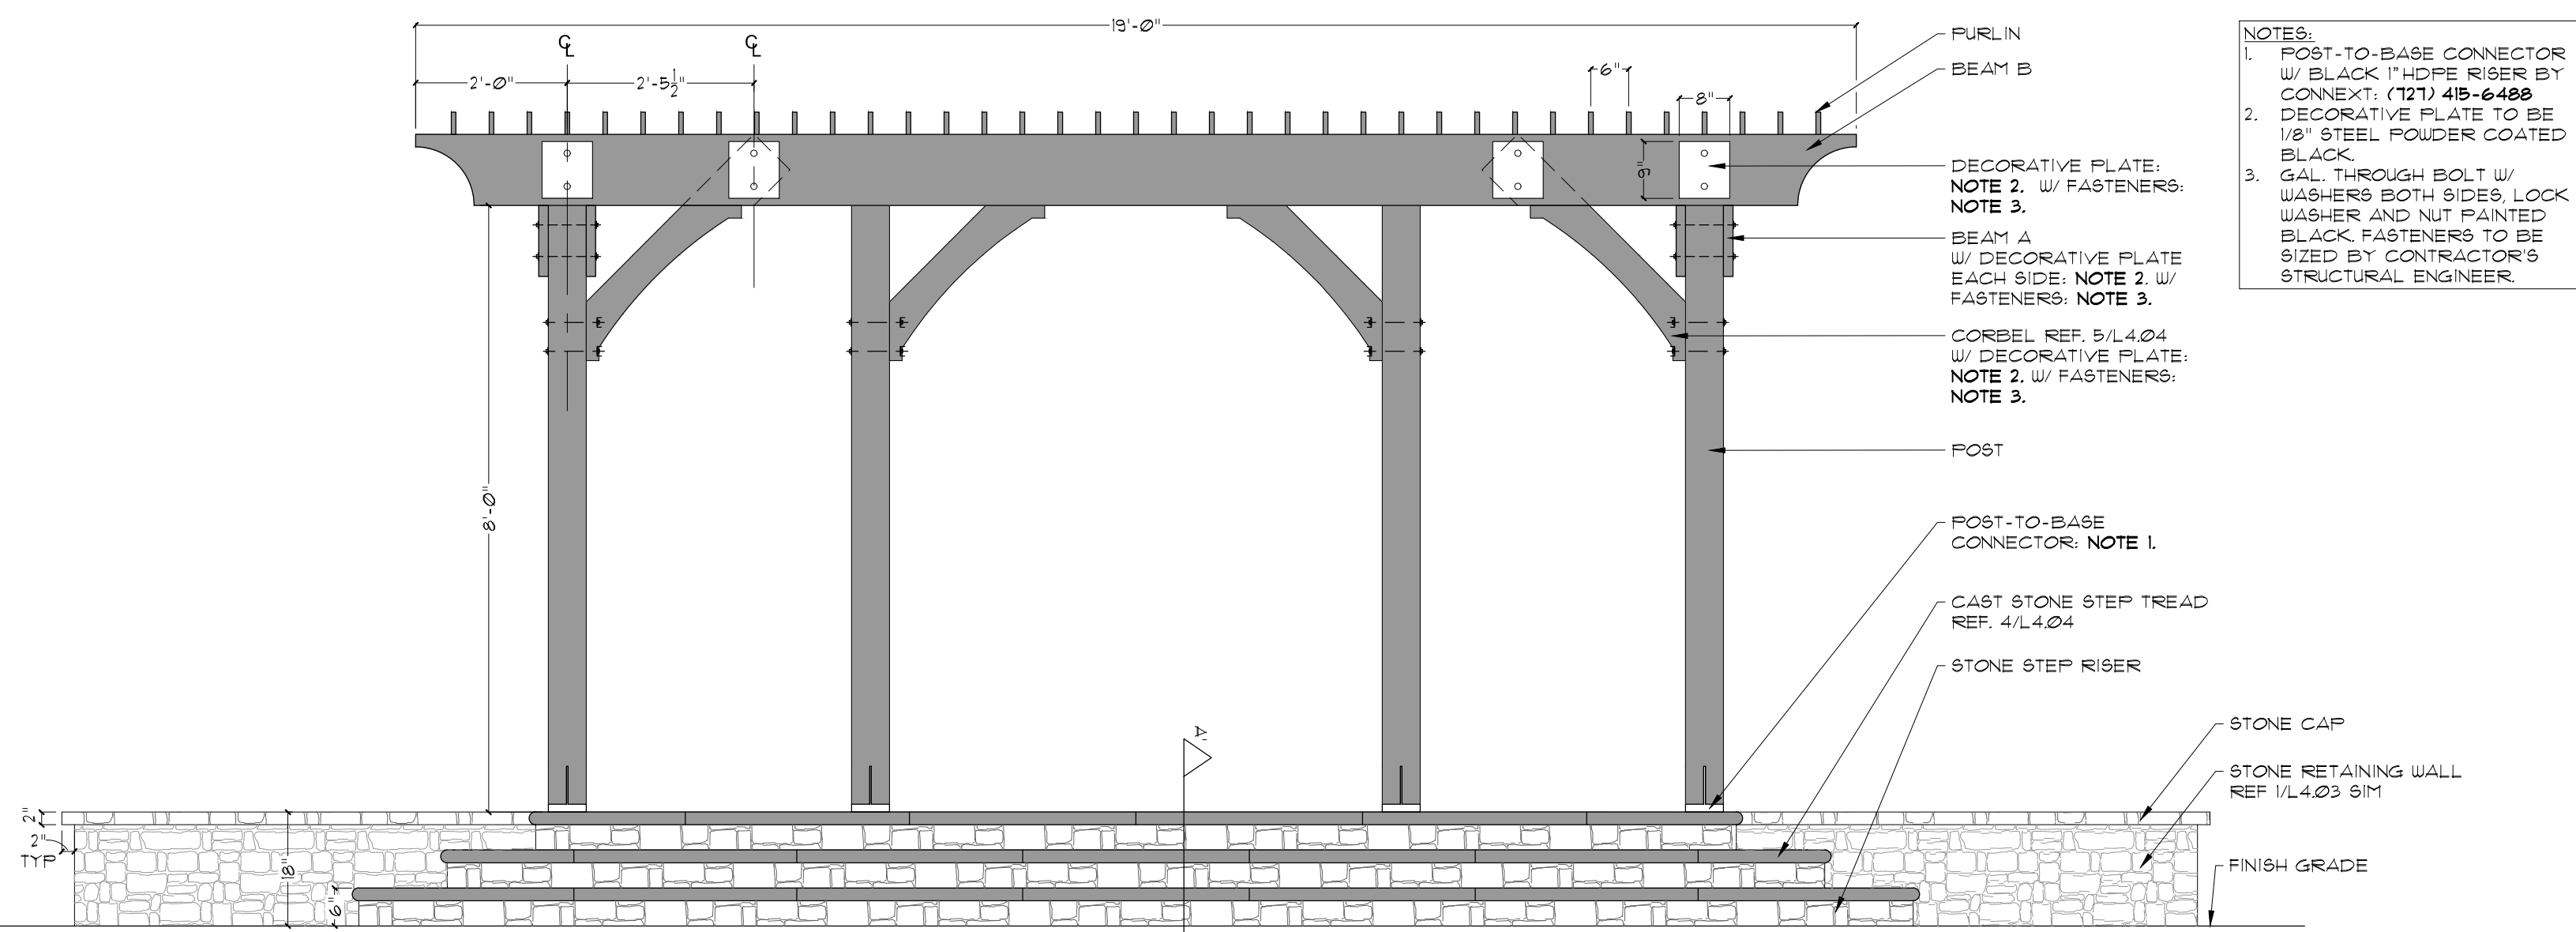 19'-0"
℄
℄
2'-0"
2'-5 1/2"
6"
8"
9"
8'-0"
2"
2"
TYP
18"
6"
A'
PURLIN
BEAM B
DECORATIVE PLATE:
NOTE 2. W/ FASTENERS:
NOTE 3.
BEAM A
W/ DECORATIVE PLATE
EACH SIDE: NOTE 2. W/
FASTENERS: NOTE 3.
CORBEL REF. 5/L4.04
W/ DECORATIVE PLATE:
NOTE 2. W/ FASTENERS:
NOTE 3.
POST
POST-TO-BASE
CONNECTOR: NOTE 1.
CAST STONE STEP TREAD
REF. 4/L4.04
STONE STEP RISER
STONE CAP
STONE RETAINING WALL
REF 1/L4.03 SIM
FINISH GRADE
NOTES:
1. POST-TO-BASE CONNECTOR
W/ BLACK 1" HDPE RISER BY
CONNEXT: (727) 415-6488
2. DECORATIVE PLATE TO BE
1/8" STEEL POWDER COATED
BLACK.
3. GAL. THROUGH BOLT W/
WASHERS BOTH SIDES, LOCK
WASHER AND NUT PAINTED
BLACK. FASTENERS TO BE
SIZED BY CONTRACTOR'S
STRUCTURAL ENGINEER.